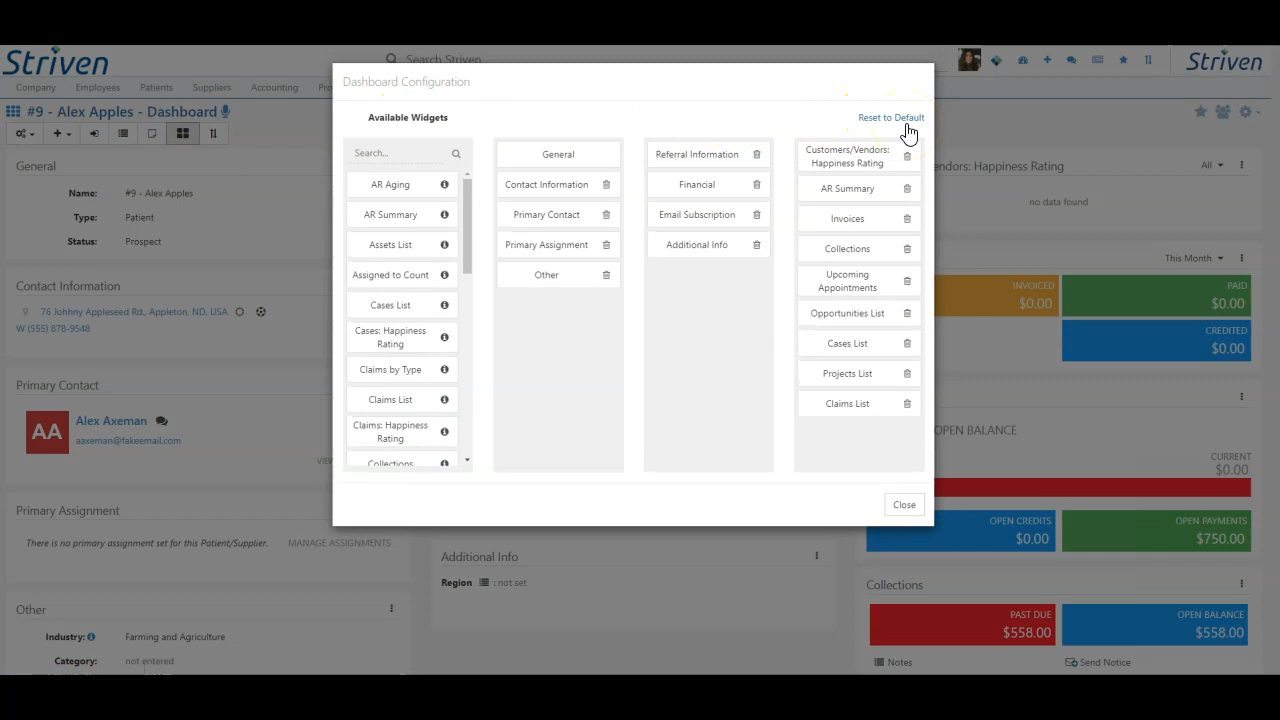 Striven
Search Striven
Striven
Company Employees Patients Suppliers Accounting
#9 - Alex Apples - Dashboard
General
Name: #9 - Alex Apples
Type: Patient
Status: Prospect
Contact Information
76 Johhny Appleseed Rd., Appleton, ND, USA
W (555) 878-9548
Primary Contact
AA
Alex Axeman
aaxeman@fakeemail.com
Primary Assignment
There is no primary assignment set for this Patient/Supplier. MANAGE ASSIGNMENTS
Other
Industry: Farming and Agriculture
Category: not entered
Dashboard Configuration
Available Widgets
Reset to Default
Search...
AR Aging
AR Summary
Assets List
Assigned to Count
Cases List
Cases: Happiness
Rating
Claims by Type
Claims List
Claims: Happiness
Rating
Collections
General
Contact Information
Primary Contact
Primary Assignment
Other
Referral Information
Financial
Email Subscription
Additional Info
Customers/Vendors:
Happiness Rating
AR Summary
Invoices
Collections
Upcoming
Appointments
Opportunities List
Cases List
Projects List
Claims List
Close
Additional Info
Region : not set
Happiness Rating All
no data found
This Month
INVOICED
$0.00
PAID
$0.00
CREDITED
$0.00
OPEN BALANCE
CURRENT
$0.00
OPEN CREDITS
$0.00
OPEN PAYMENTS
$750.00
Collections
PAST DUE
$558.00
OPEN BALANCE
$558.00
Notes
Send Notice